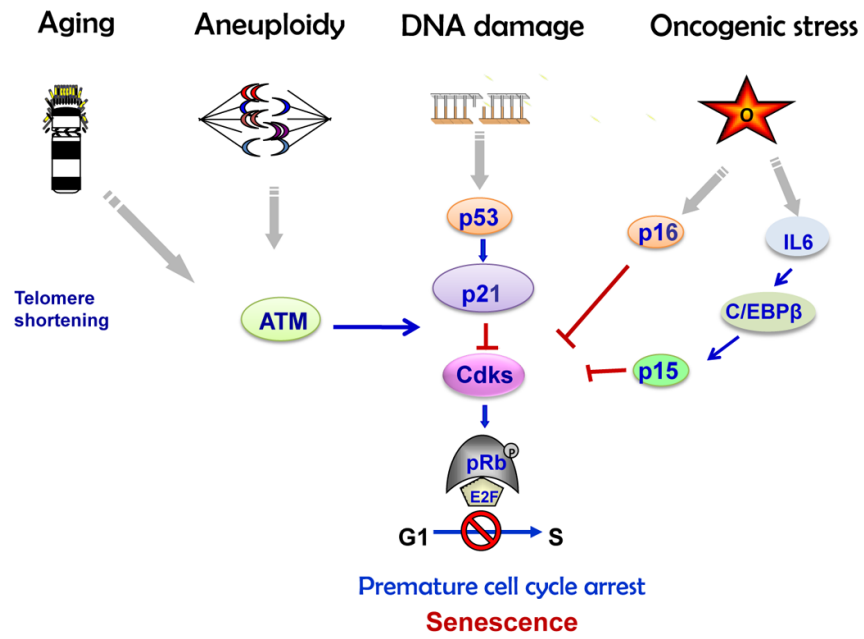 Aging
Aneuploidy
DNA damage
Oncogenic stress
O
p53
p16
IL6
p21
Telomere
shortening
ATM
C/EBPβ
Cdks
p15
pRb
P
E2F
G1
S
Premature cell cycle arrest
Senescence